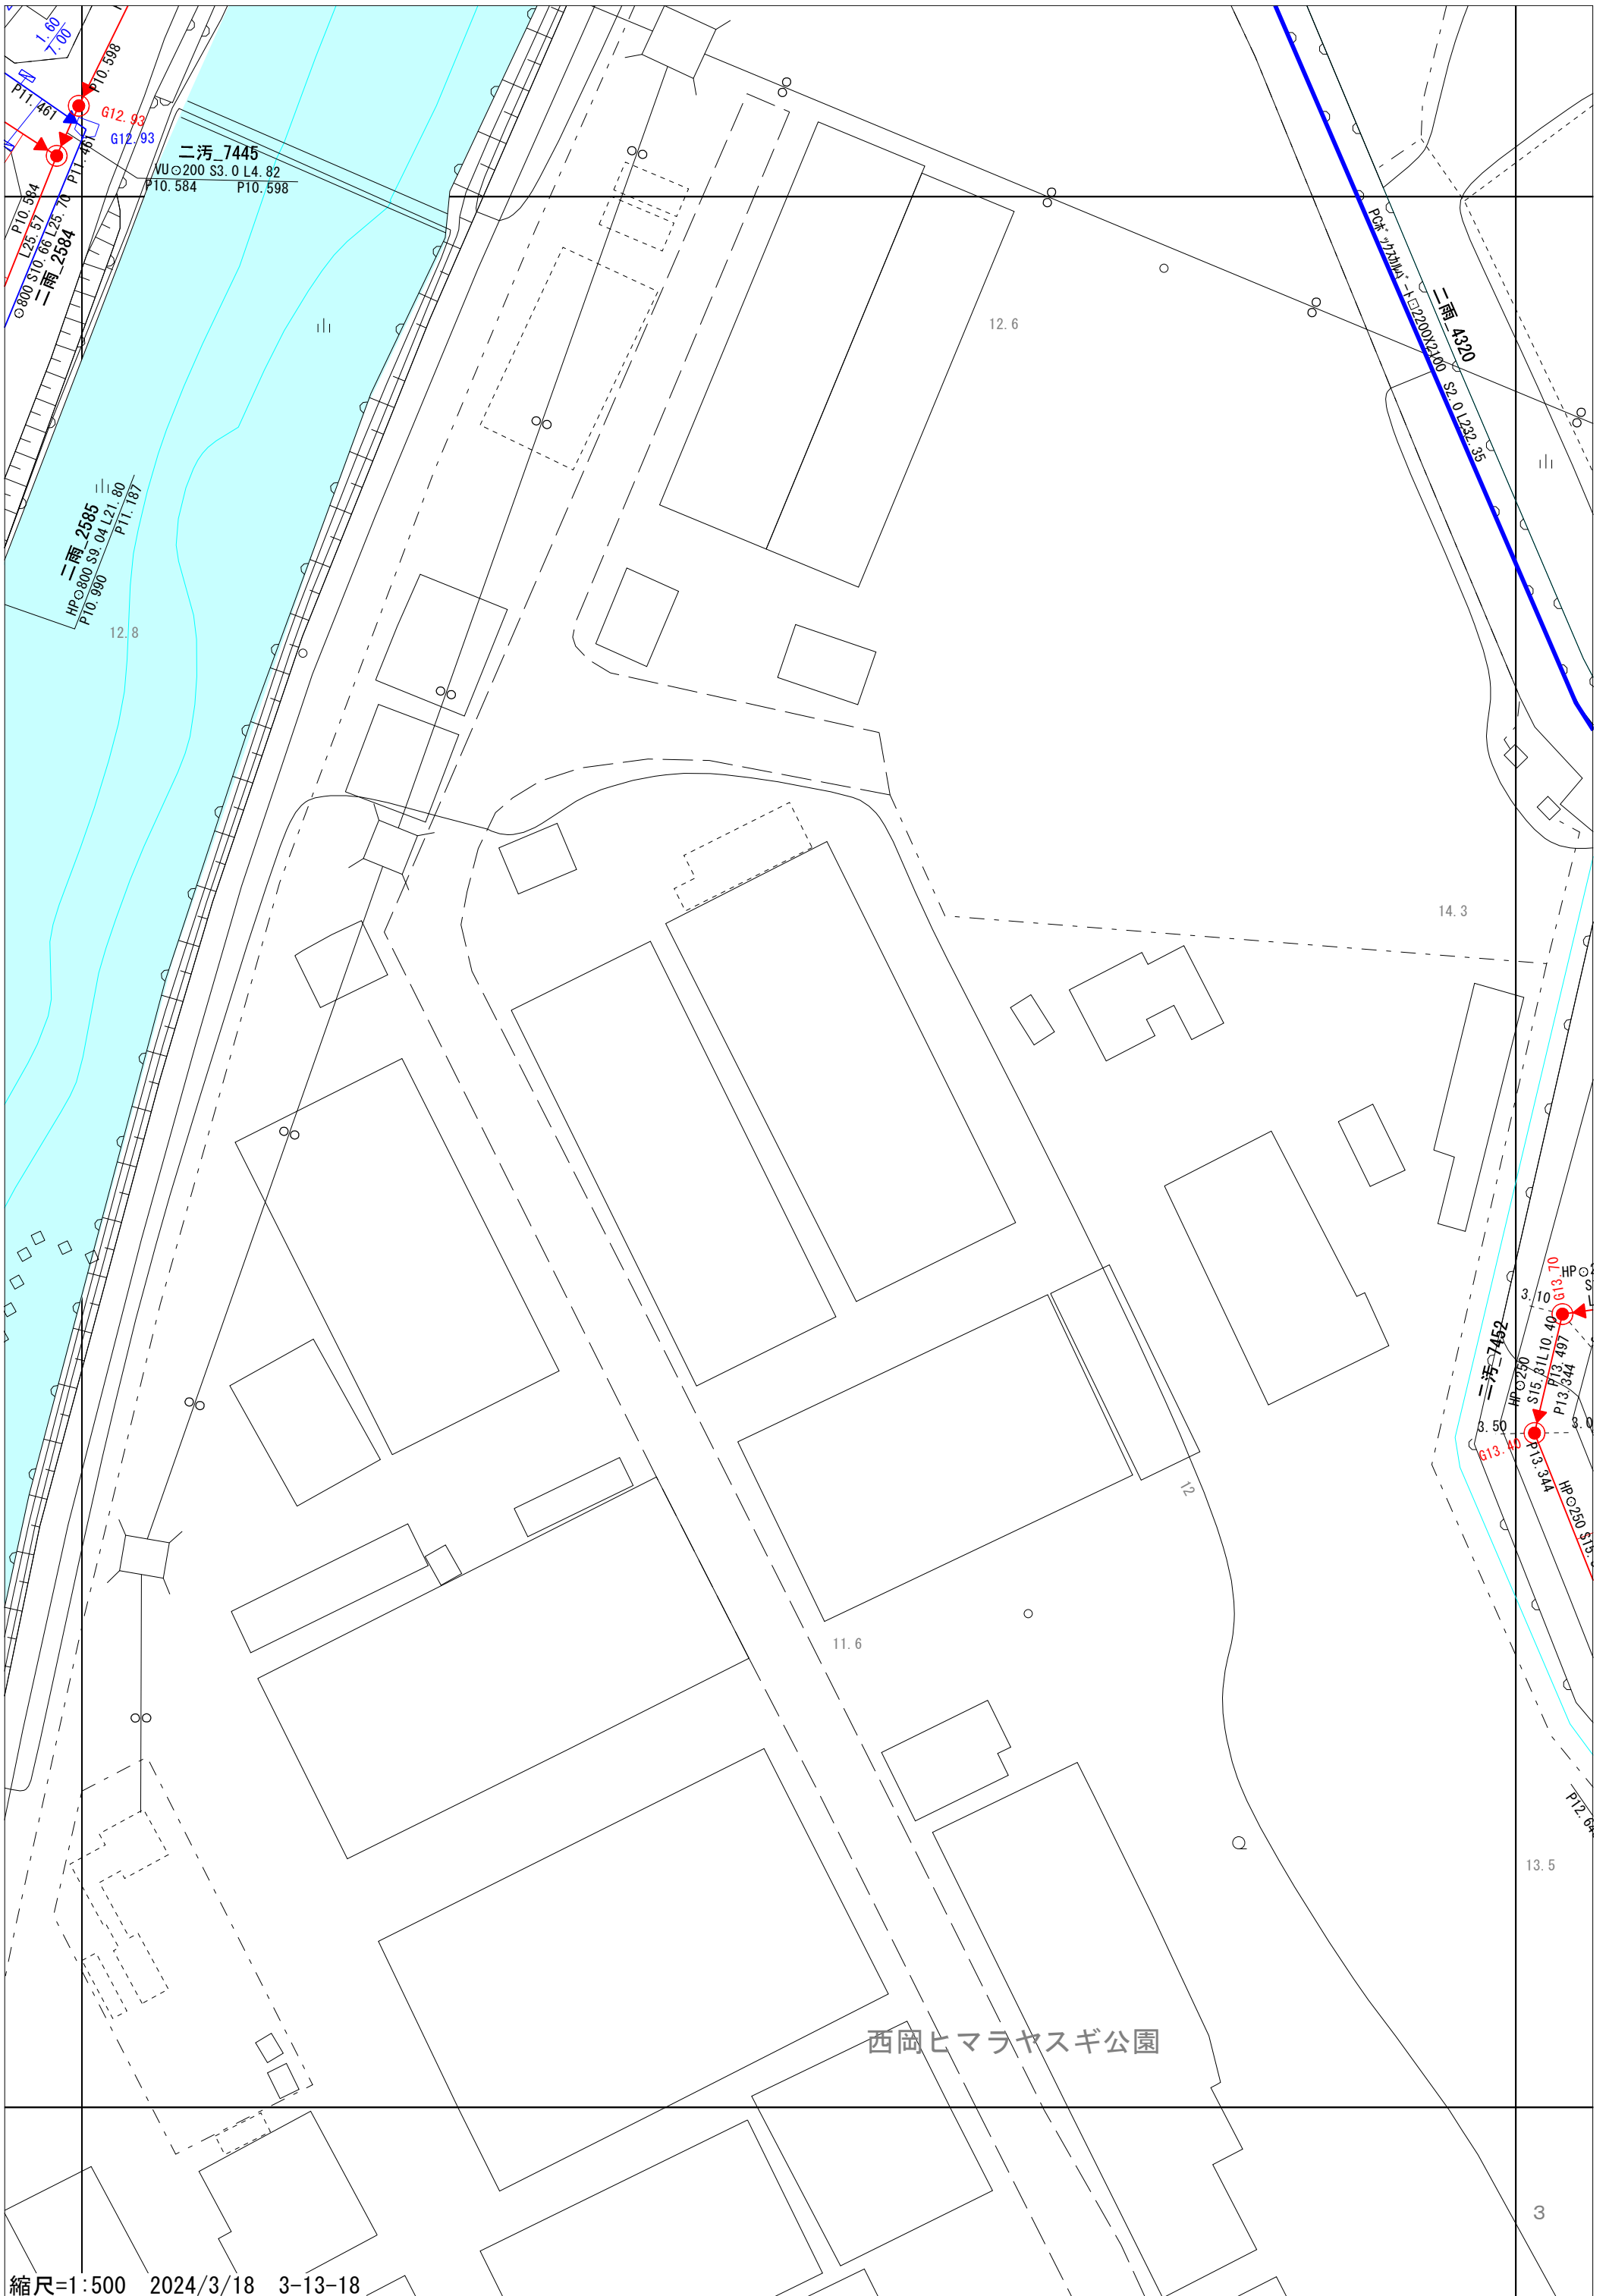 1.60
7.00
P10.598
P11.461
G12.93
G12.93
P11.461
二汚_7445
VU⊙200 S3.0 L4.82
P10.584 P10.598
P10.584
L25.57
⊙800 S10.66 L25.70
二雨_2584
12.6
PCボックスカルバート□2200X2100 S2.0 L232.35
二雨_4320
二雨_2585
HP⊙800 S9.04 L21.80
P10.990 P11.187
12.8
14.3
G13.70
HP⊙2
3.10
二汚_7452
HP⊙250
S15.31L10.40
P13.497
P13.344
3.50
3.0
G13.40
P13.344
HP⊙250 S15.
12
11.6
P12.64
13.5
西岡ヒマラヤスギ公園
3
縮尺=1:500 2024/3/18 3-13-18